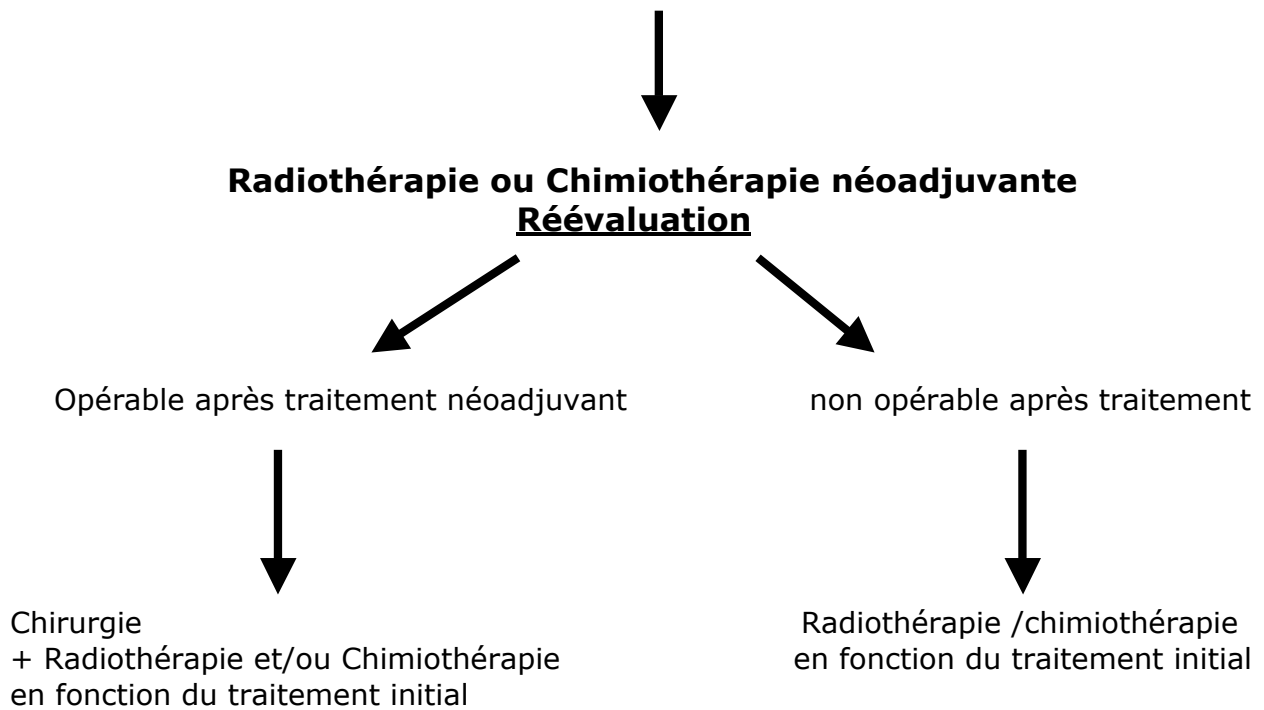 Radiothérapie ou Chimiothérapie néoadjuvante
Réévaluation
Opérable après traitement néoadjuvant
non opérable après traitement
Chirurgie
+ Radiothérapie et/ou Chimiothérapie
en fonction du traitement initial
Radiothérapie /chimiothérapie
en fonction du traitement initial